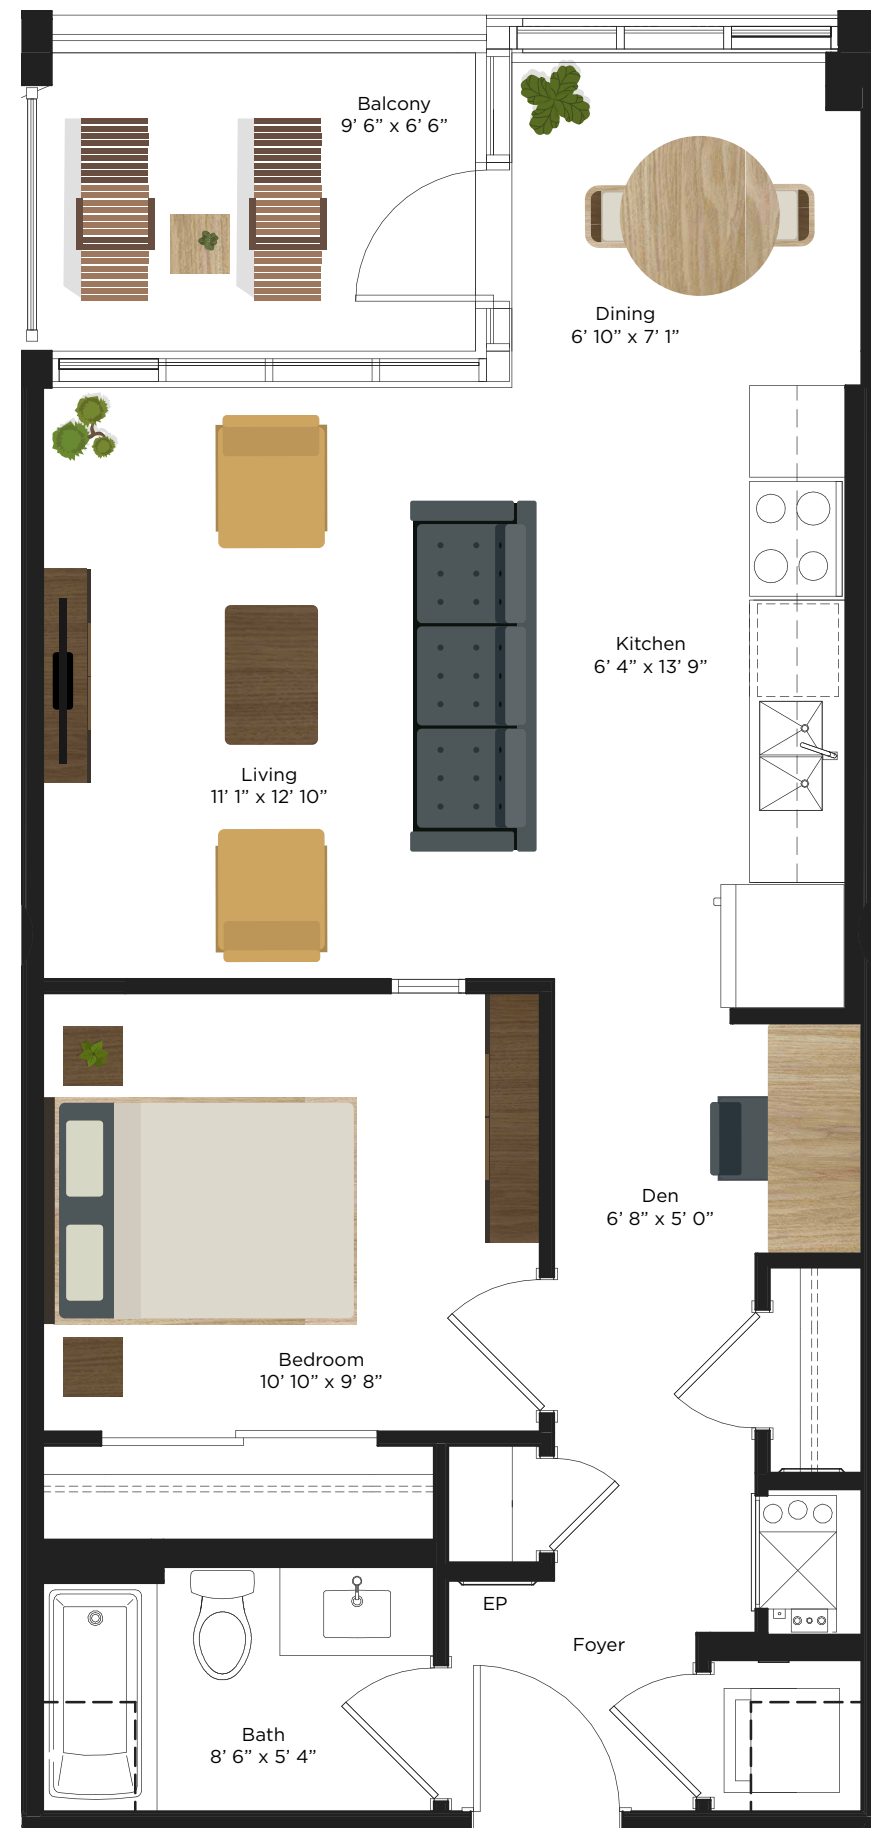 Balcony
9’ 6” x 6’ 6”
Dining
6’ 10” x 7’ 1”
Kitchen
6’ 4” x 13’ 9”
Living
11’ 1” x 12’ 10”
Den
6’ 8” x 5’ 0”
Bedroom
10’ 10” x 9’ 8”
EP
Foyer
Bath
8’ 6” x 5’ 4”